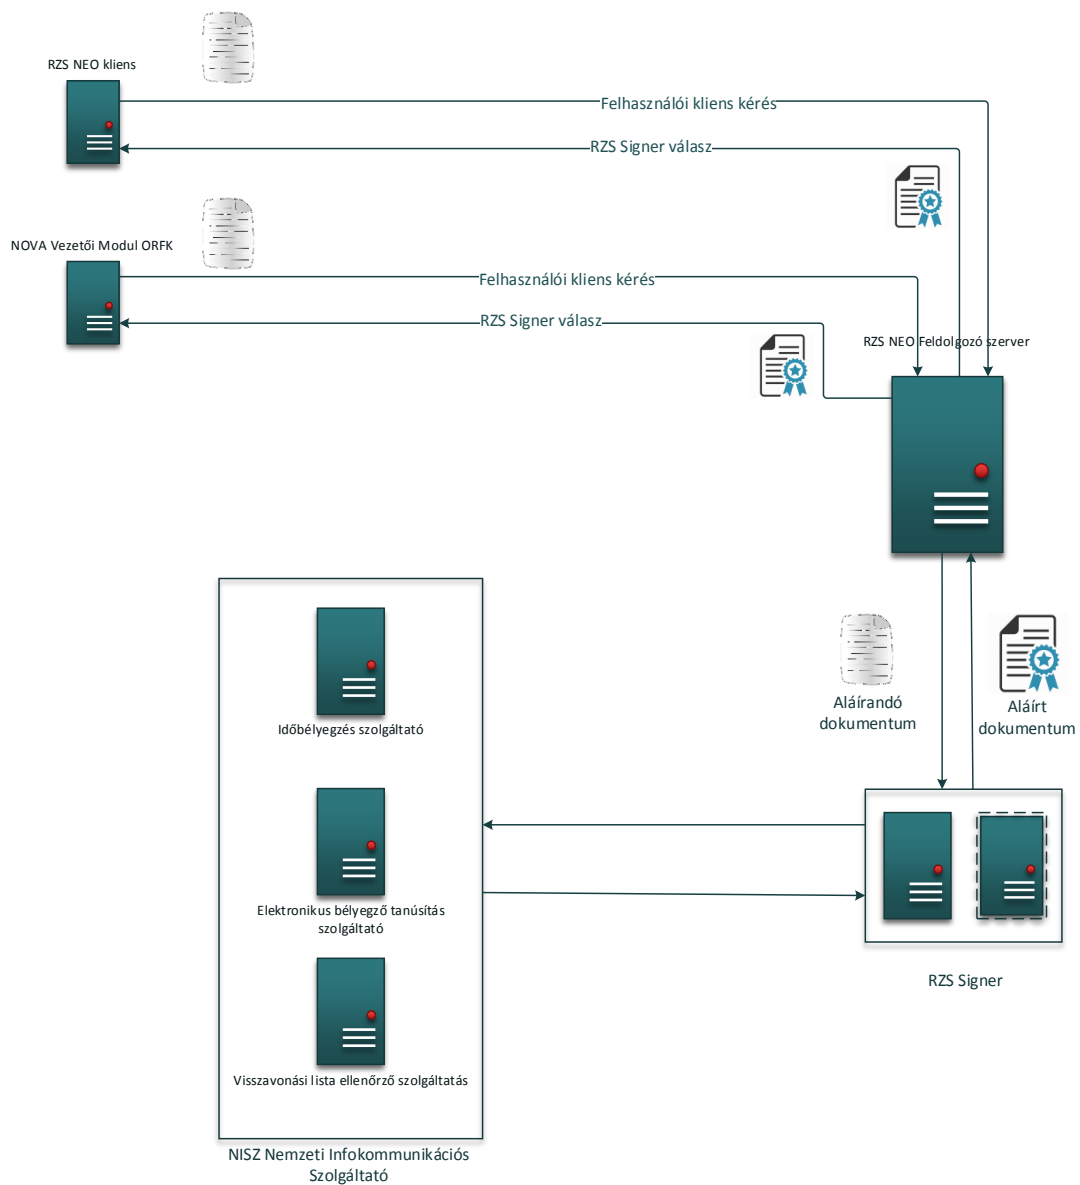 RZS NEO kliens
Felhasználói kliens kérés
RZS Signer válasz
NOVA Vezetői Modul ORFK
Felhasználói kliens kérés
RZS Signer válasz
RZS NEO Feldolgozó szerver
Aláírandó
dokumentum
Aláírt
dokumentum
Időbélyegzés szolgáltató
Elektronikus bélyegző tanúsítás
szolgáltató
RZS Signer
Visszavonási lista ellenőrző szolgáltatás
NISZ Nemzeti Infokommunikációs
Szolgáltató